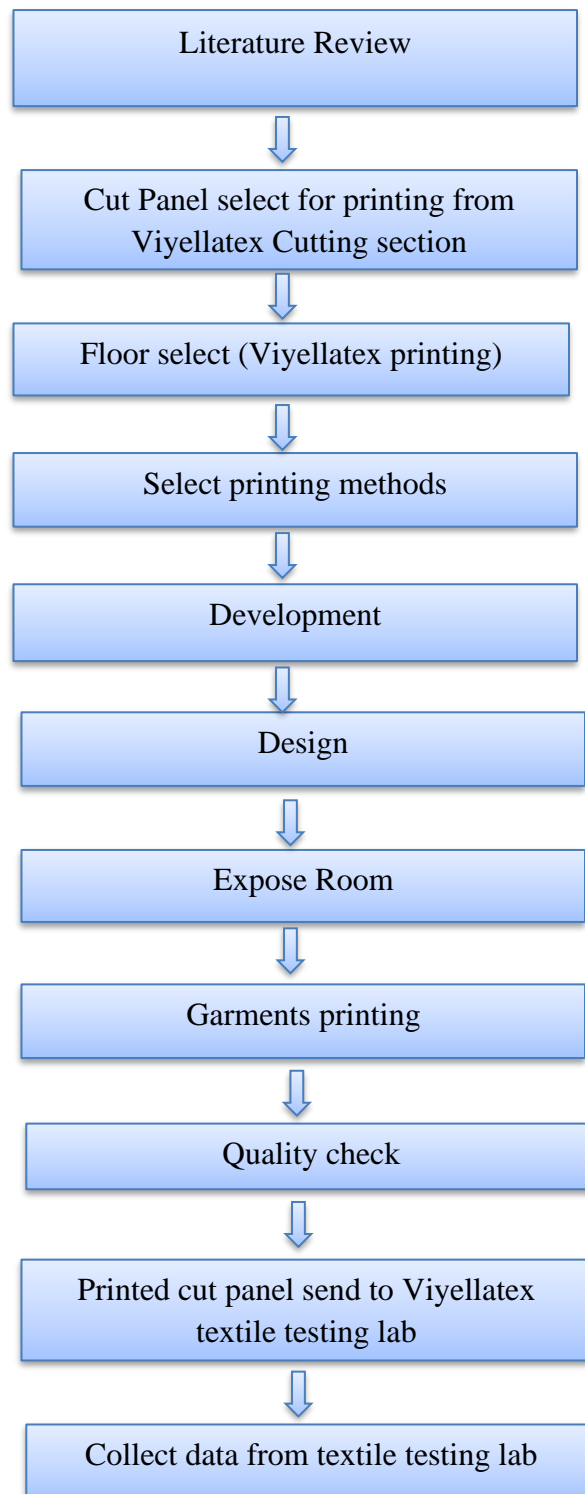 Literature Review
Cut Panel select for printing from
Viyellatex Cutting section
Floor select (Viyellatex printing)
Select printing methods
Development
Design
Expose Room
Garments printing
Quality check
Printed cut panel send to Viyellatex
textile testing lab
Collect data from textile testing lab